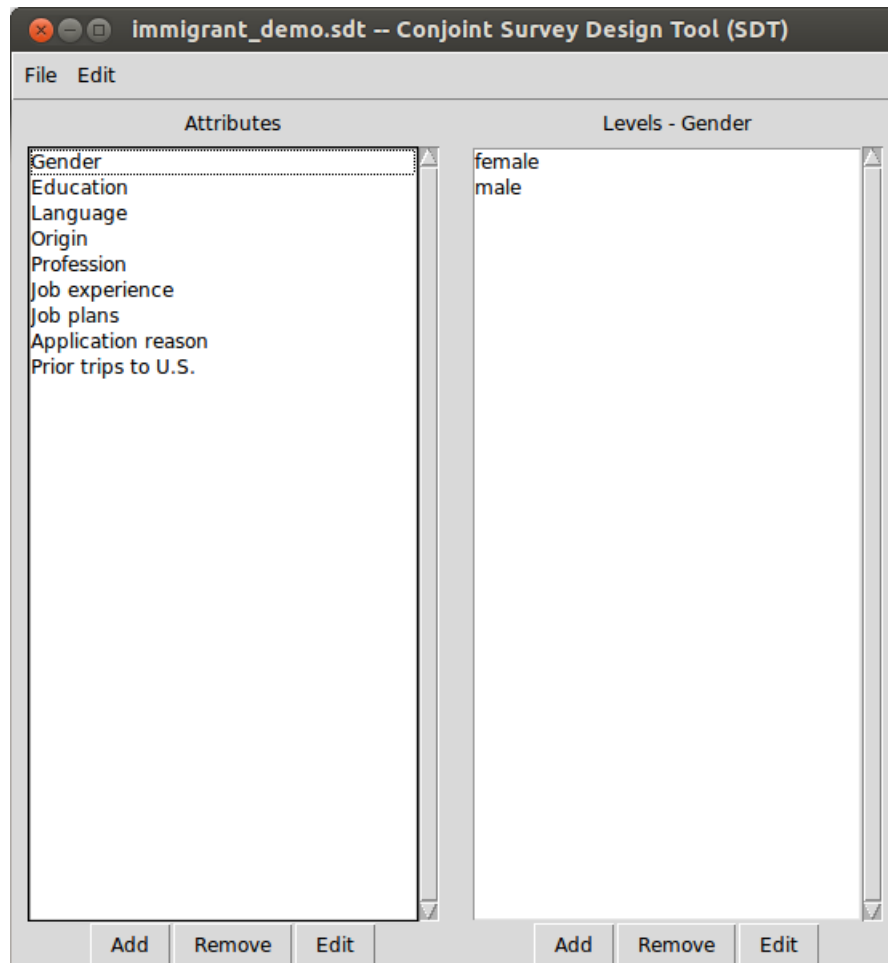 immigrant_demo.sdt -- Conjoint Survey Design Tool (SDT)
File Edit
Attributes
Gender
Education
Language
Origin
Profession
Job experience
Job plans
Application reason
Prior trips to U.S.
Add Remove Edit
Levels - Gender
female
male
Add Remove Edit